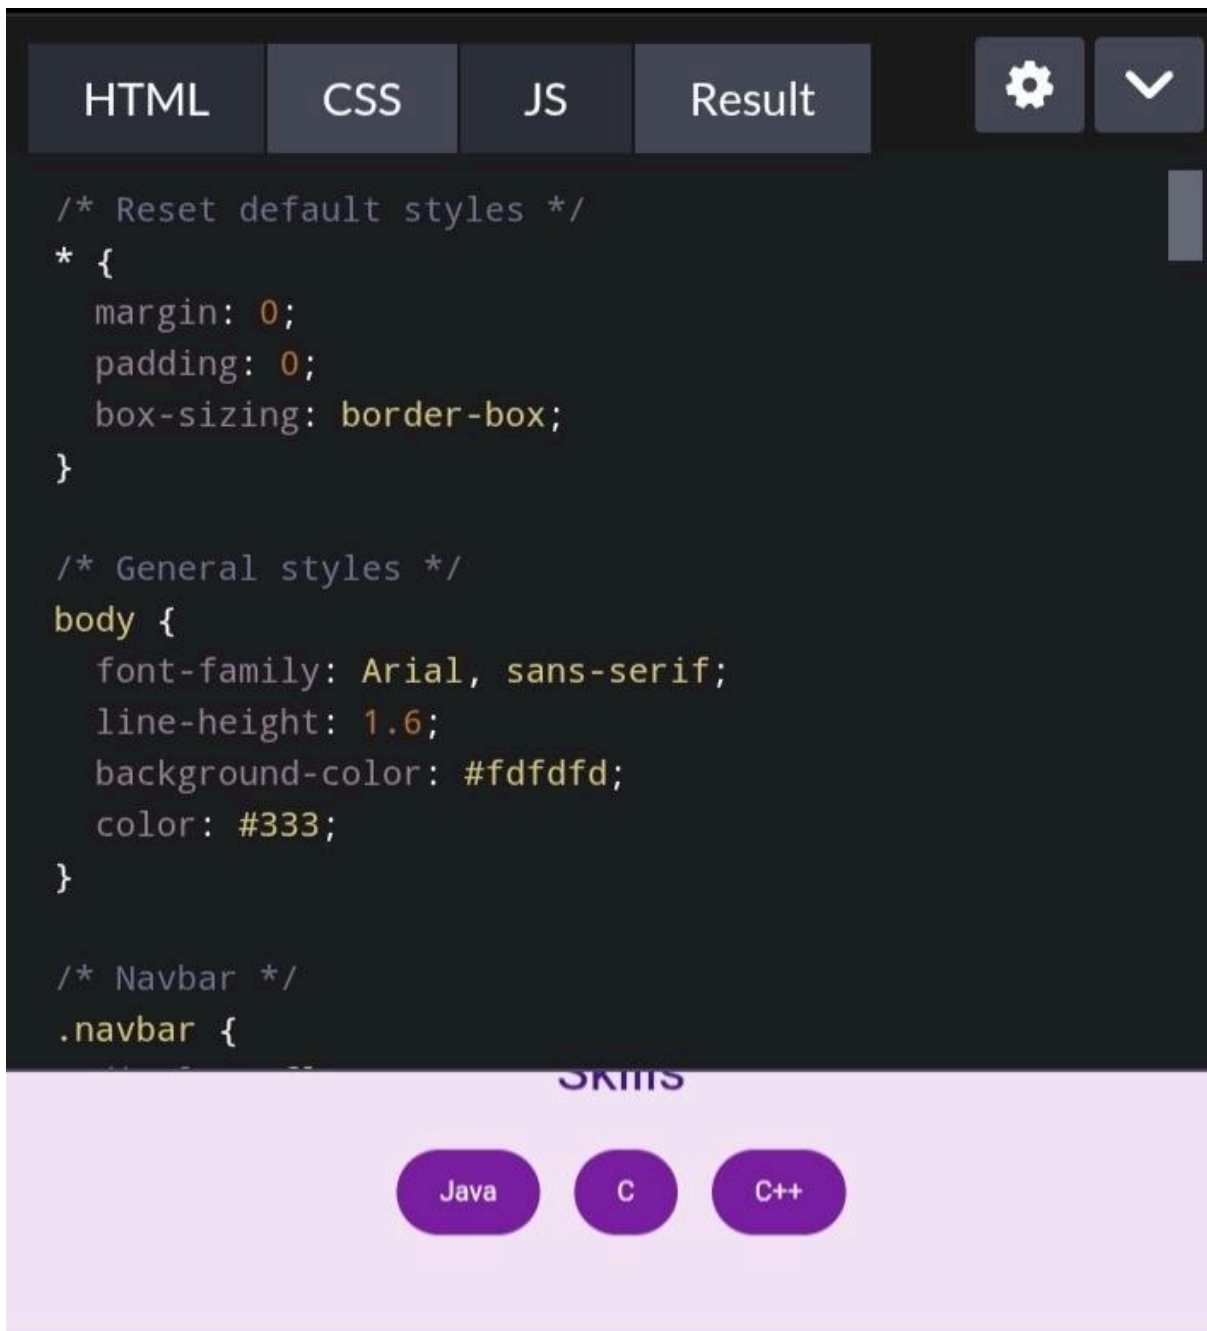 HTML CSS JS Result
/* Reset default styles */
* {
  margin: 0;
  padding: 0;
  box-sizing: border-box;
}
/* General styles */
body {
  font-family: Arial, sans-serif;
  line-height: 1.6;
  background-color: #fdfdfd;
  color: #333;
}
/* Navbar */
.navbar {
Skills
Java C C++